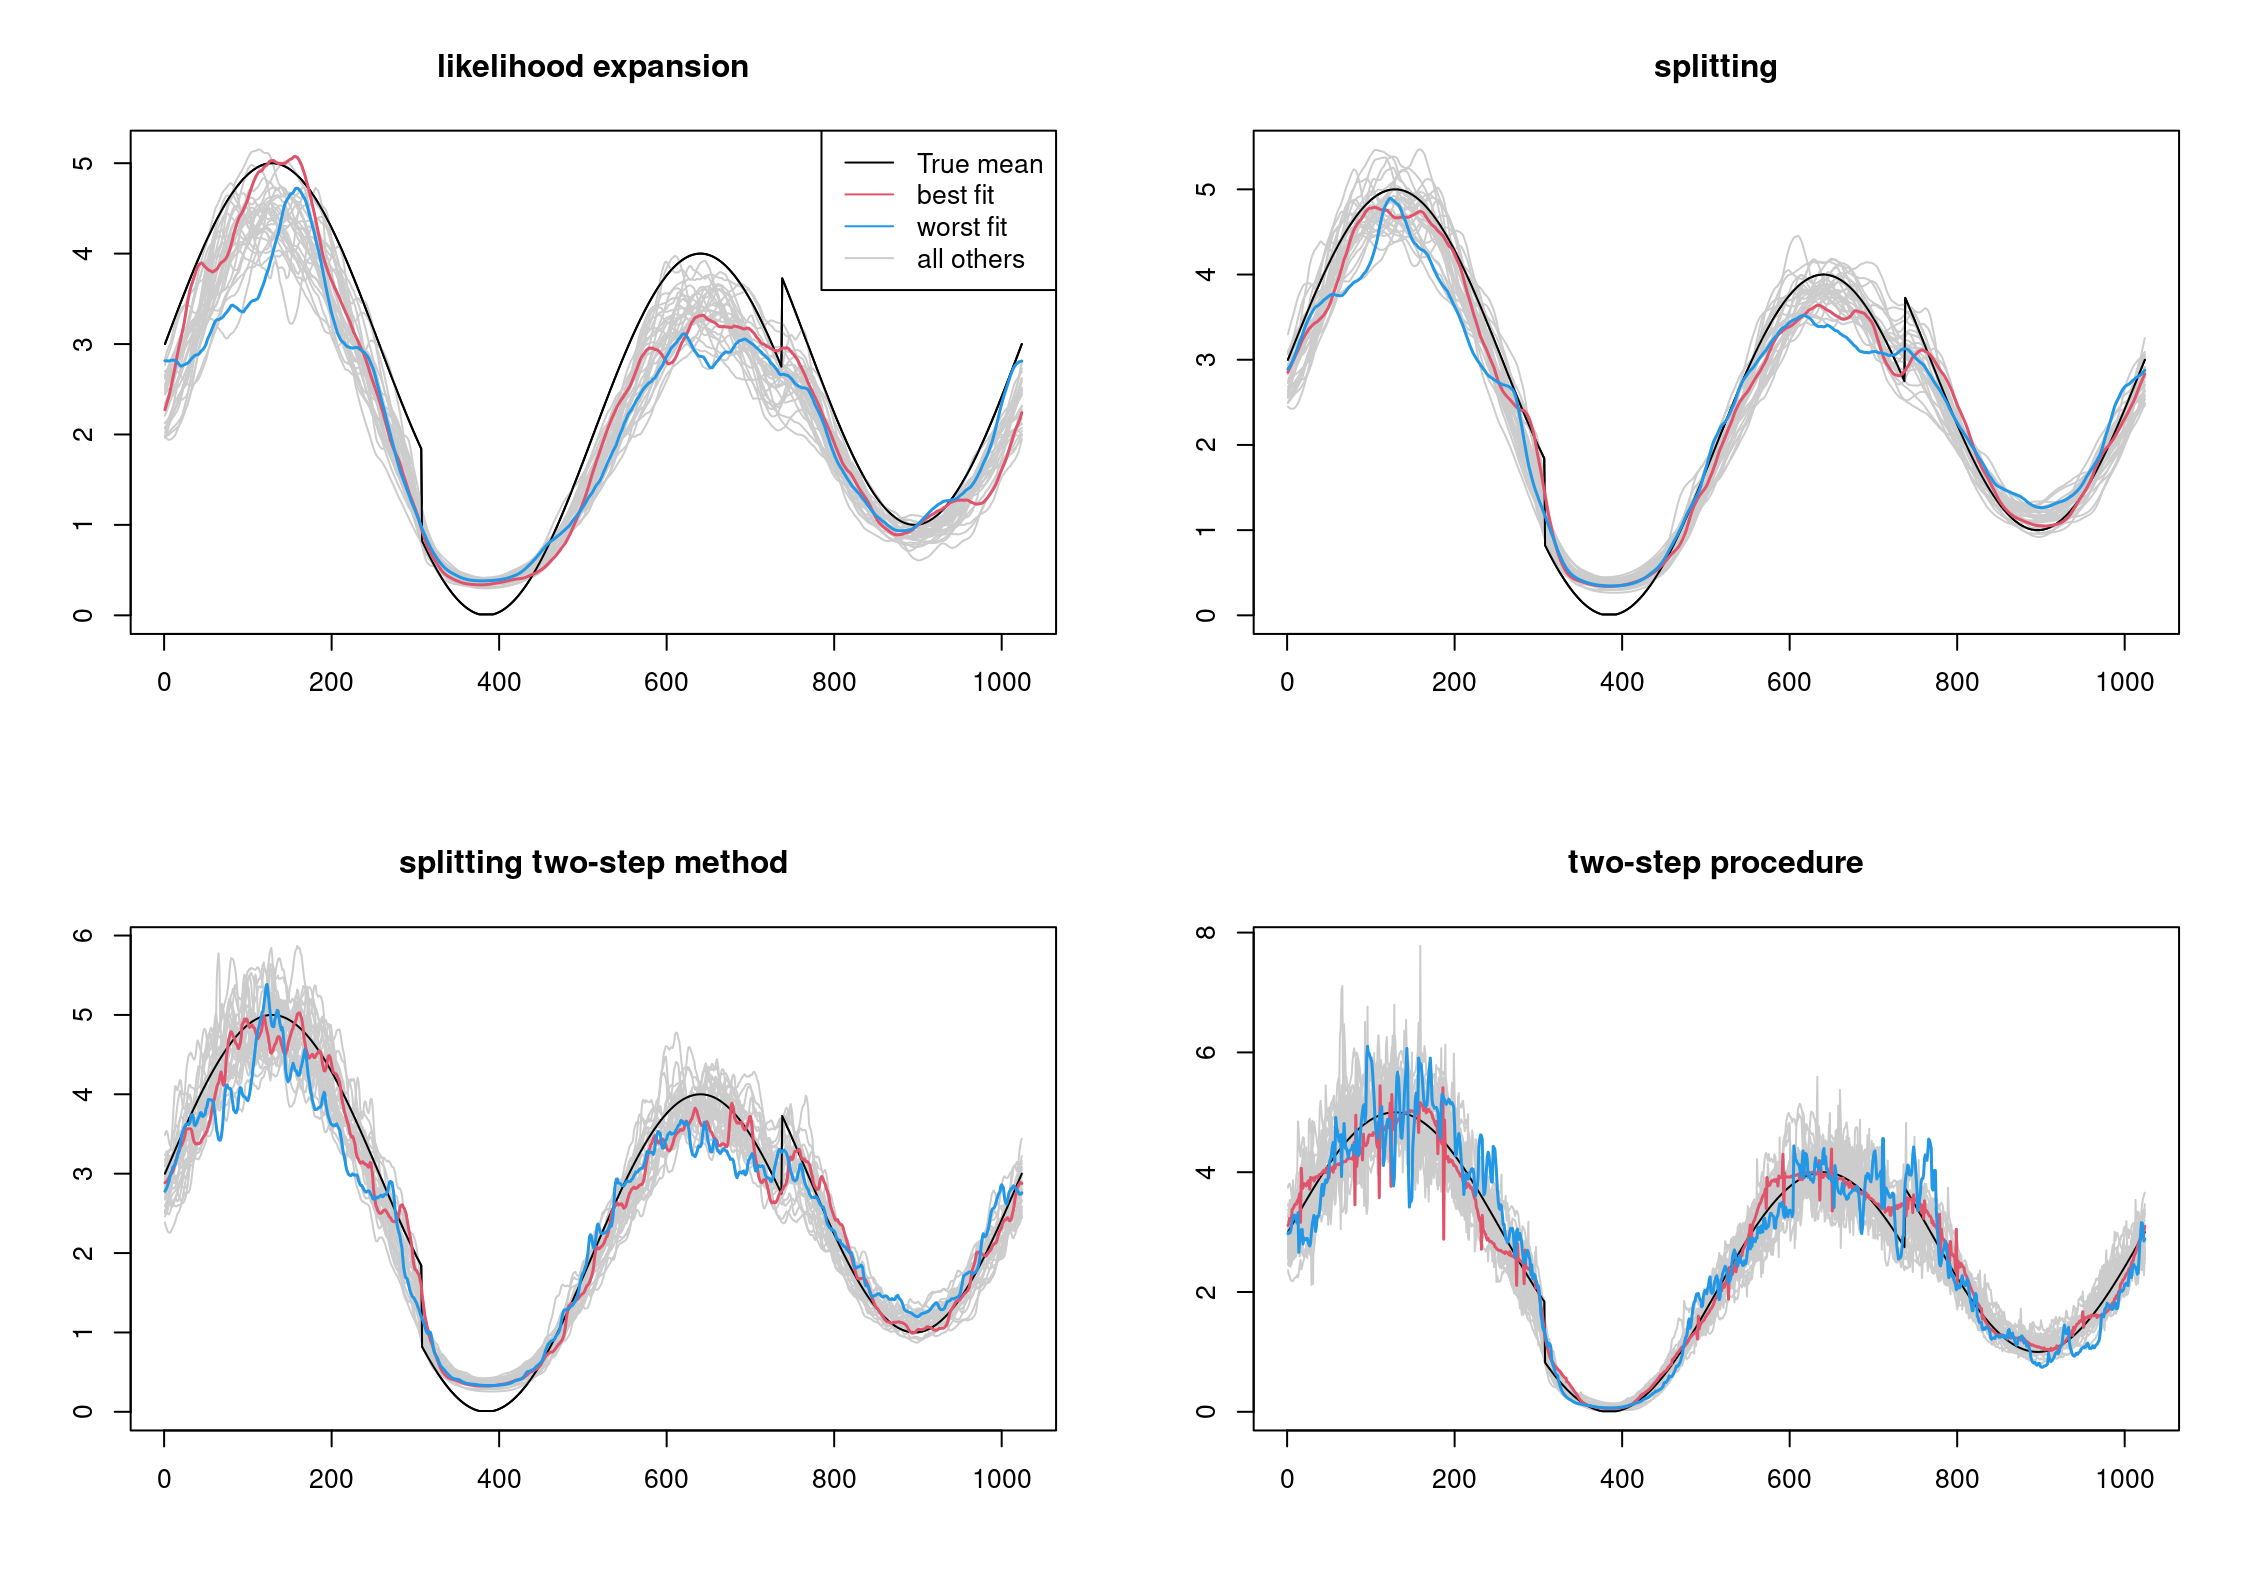 likelihood expansion
5
4
3
2
1
0
0 200 400 600 800 1000
True mean
best fit
worst fit
all others
splitting
5
4
3
2
1
0
0 200 400 600 800 1000
splitting two-step method
6
5
4
3
2
1
0
0 200 400 600 800 1000
two-step procedure
8
6
4
2
0
0 200 400 600 800 1000